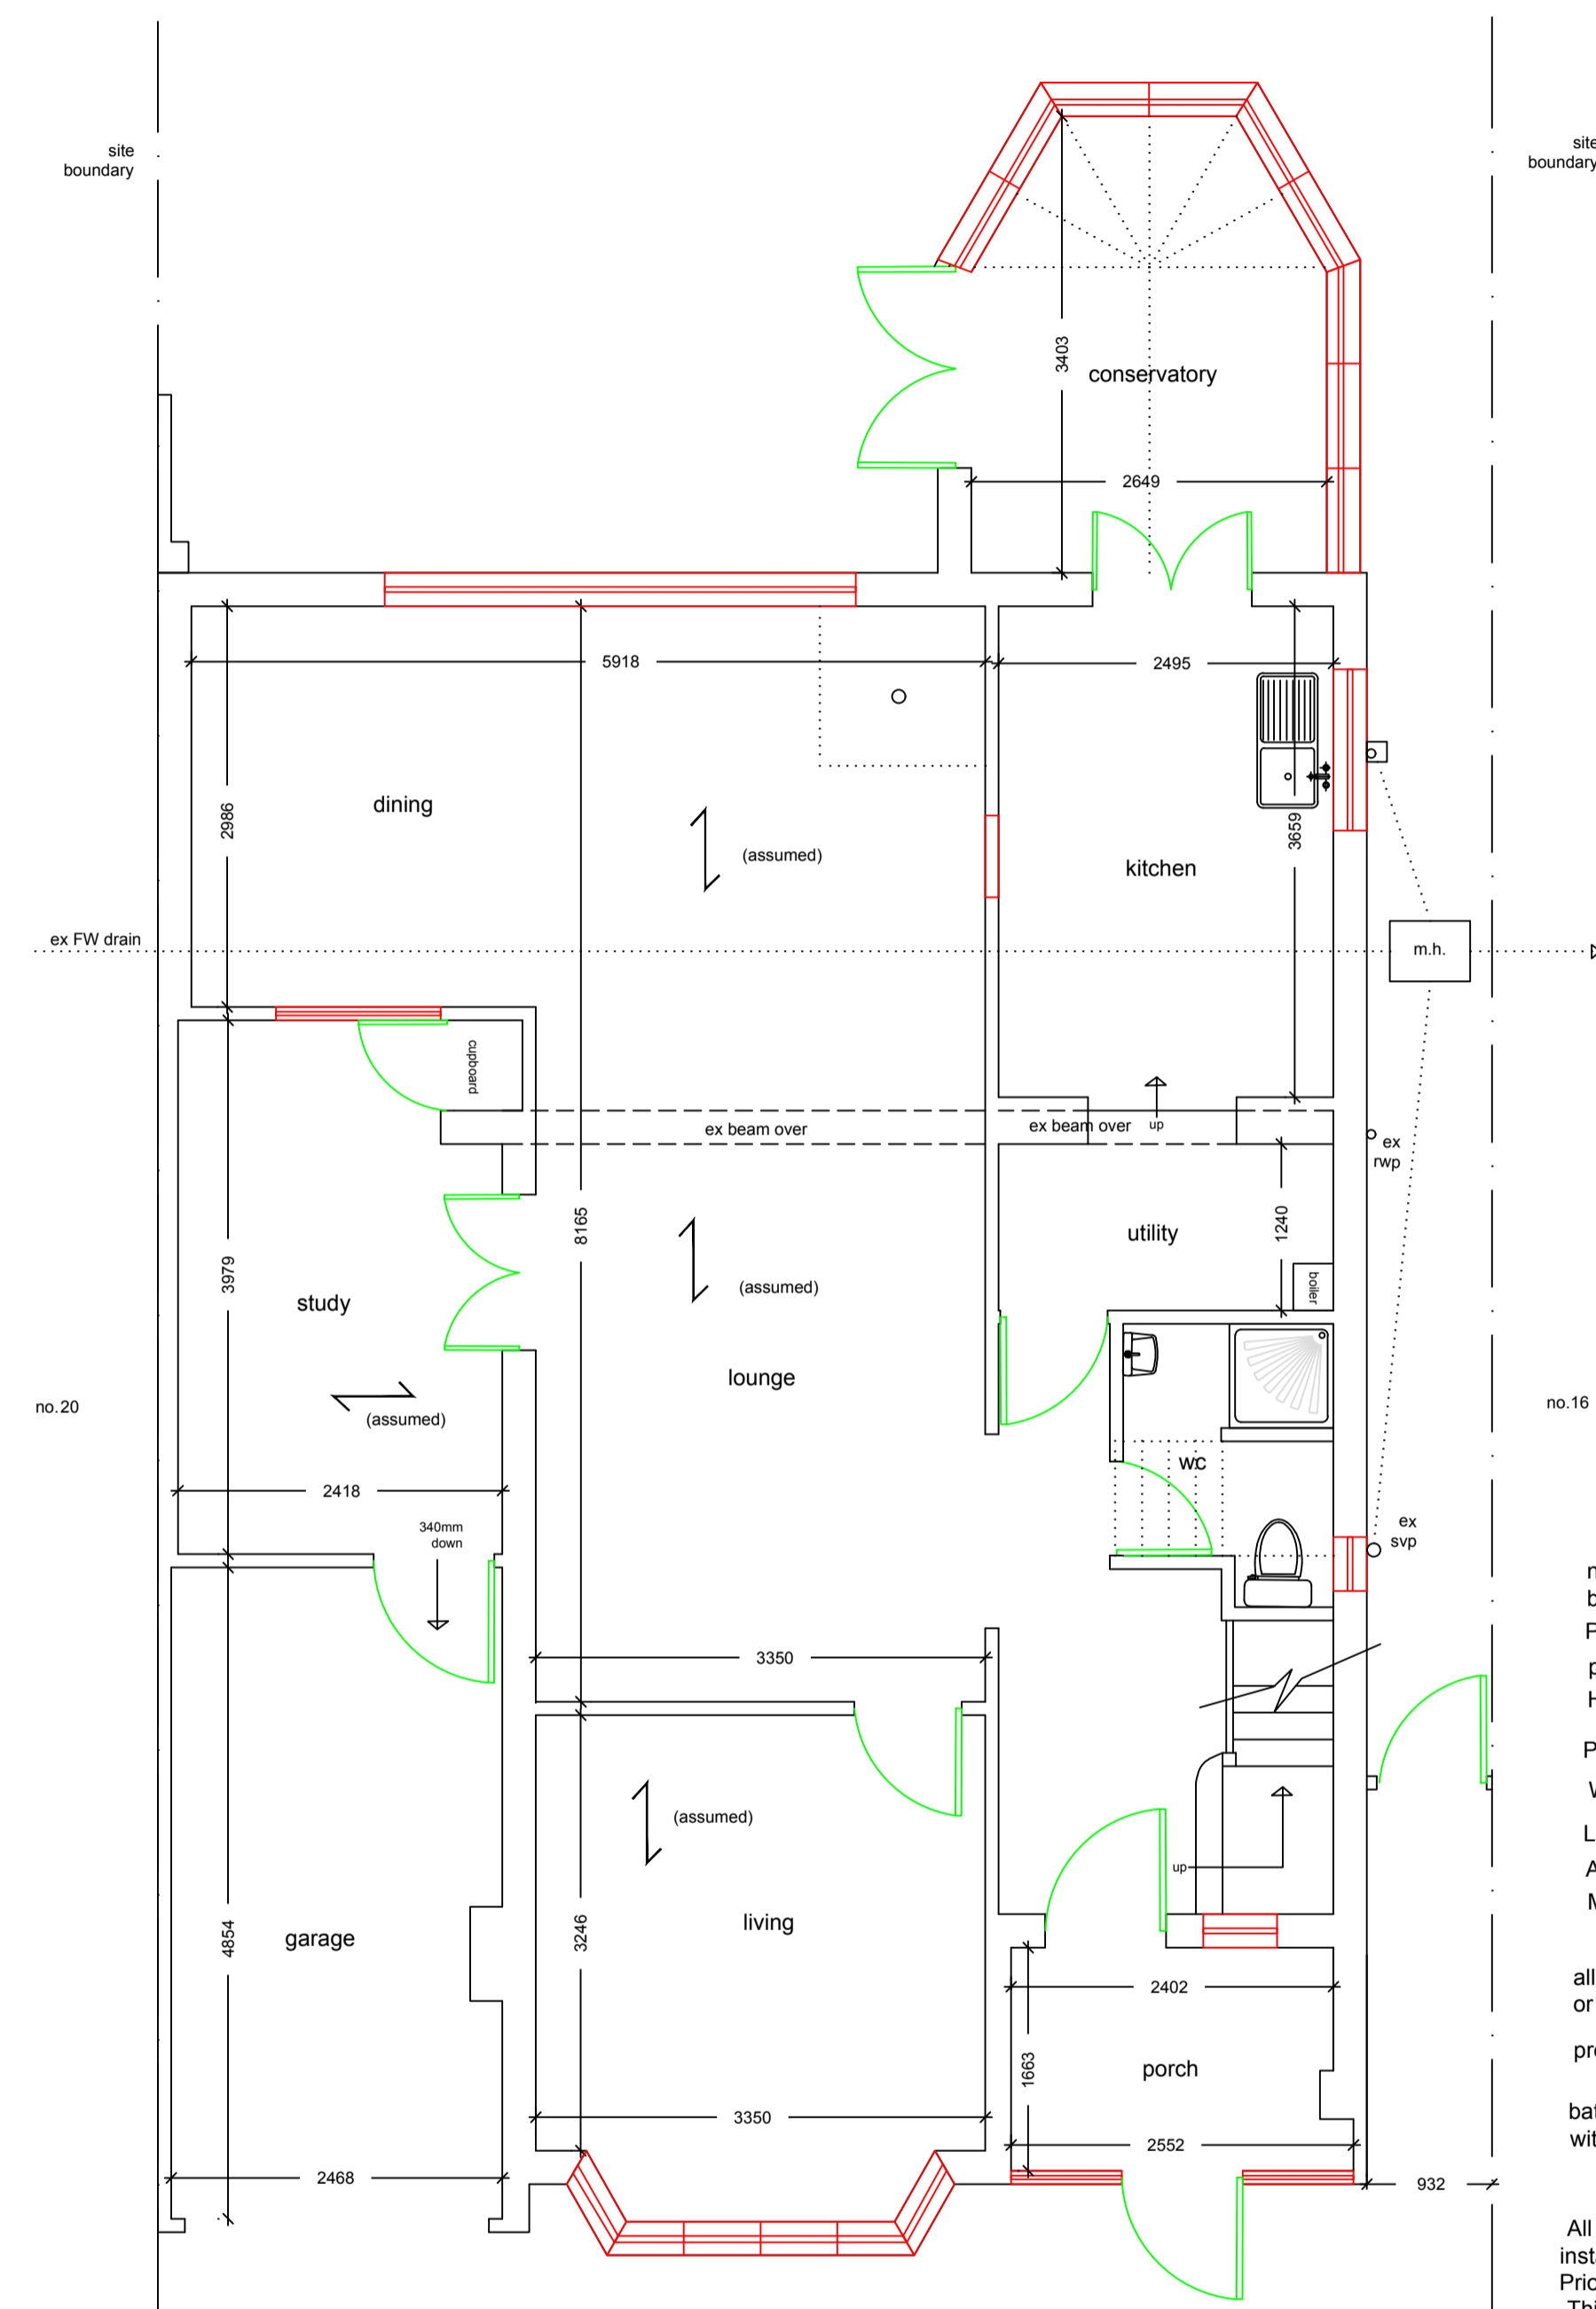 site
boundary
site
boundary
3403
conservatory
2649
5918
2495
2986
dining
(assumed)
3659
kitchen
ex FW drain
m.h.
cupboard
ex beam over
ex beam over
up
ex
rwp
8165
1240
utility
3979
study
(assumed)
boiler
lounge
no.20
(assumed)
no.16
wc
2418
340mm
down
ex
svp
3350
(assumed)
up
living
4854
garage
3246
2402
1663
porch
3350
2552
2468
932
all
or
All